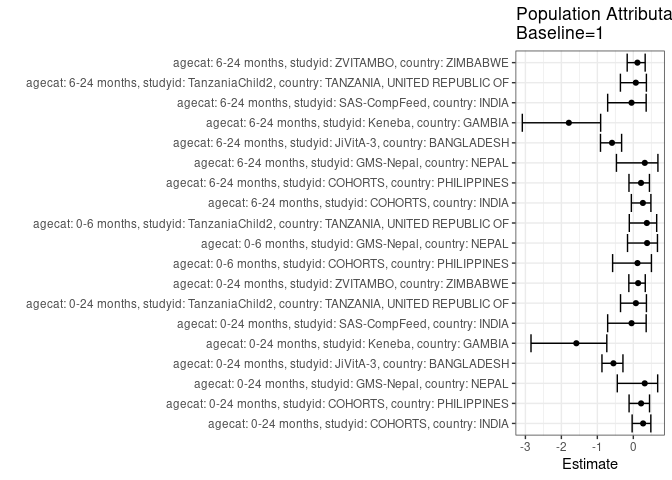 Population Attributa
Baseline=1
agecat: 6-24 months, studyid: ZVITAMBO, country: ZIMBABWE
agecat: 6-24 months, studyid: TanzaniaChild2, country: TANZANIA, UNITED REPUBLIC OF
agecat: 6-24 months, studyid: SAS-CompFeed, country: INDIA
agecat: 6-24 months, studyid: Keneba, country: GAMBIA
agecat: 6-24 months, studyid: JiVitA-3, country: BANGLADESH
agecat: 6-24 months, studyid: GMS-Nepal, country: NEPAL
agecat: 6-24 months, studyid: COHORTS, country: PHILIPPINES
agecat: 6-24 months, studyid: COHORTS, country: INDIA
agecat: 0-6 months, studyid: TanzaniaChild2, country: TANZANIA, UNITED REPUBLIC OF
agecat: 0-6 months, studyid: GMS-Nepal, country: NEPAL
agecat: 0-6 months, studyid: COHORTS, country: PHILIPPINES
agecat: 0-24 months, studyid: ZVITAMBO, country: ZIMBABWE
agecat: 0-24 months, studyid: TanzaniaChild2, country: TANZANIA, UNITED REPUBLIC OF
agecat: 0-24 months, studyid: SAS-CompFeed, country: INDIA
agecat: 0-24 months, studyid: Keneba, country: GAMBIA
agecat: 0-24 months, studyid: JiVitA-3, country: BANGLADESH
agecat: 0-24 months, studyid: GMS-Nepal, country: NEPAL
agecat: 0-24 months, studyid: COHORTS, country: PHILIPPINES
agecat: 0-24 months, studyid: COHORTS, country: INDIA
-3 -2 -1 0
Estimate